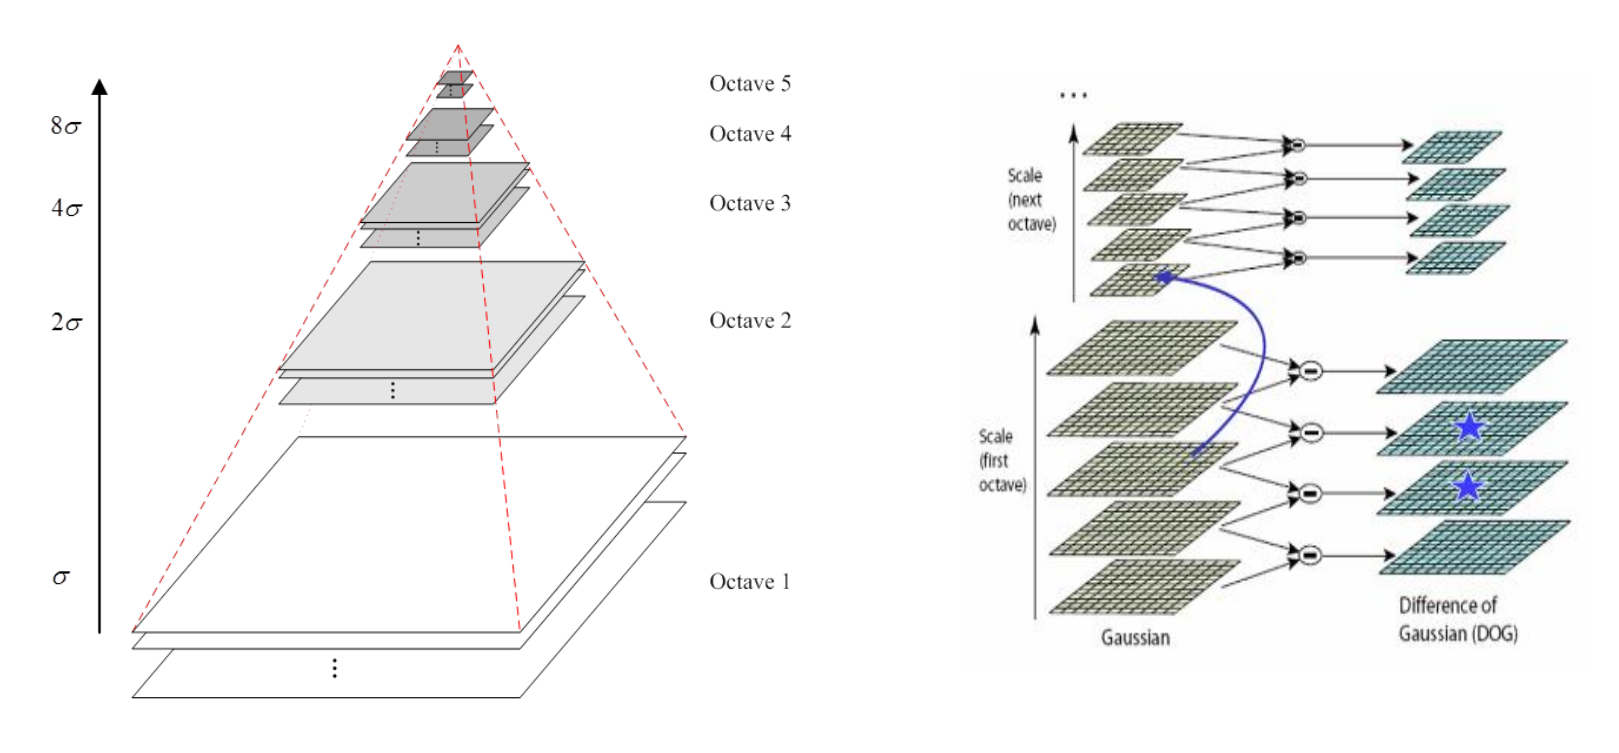 Octave 5
8σ
Octave 4
4σ
Octave 3
2σ
Octave 2
σ
Octave 1
⋮
...
Scale
(next
octave)
Scale
(first
octave)
Gaussian
Difference of
Gaussian (DOG)